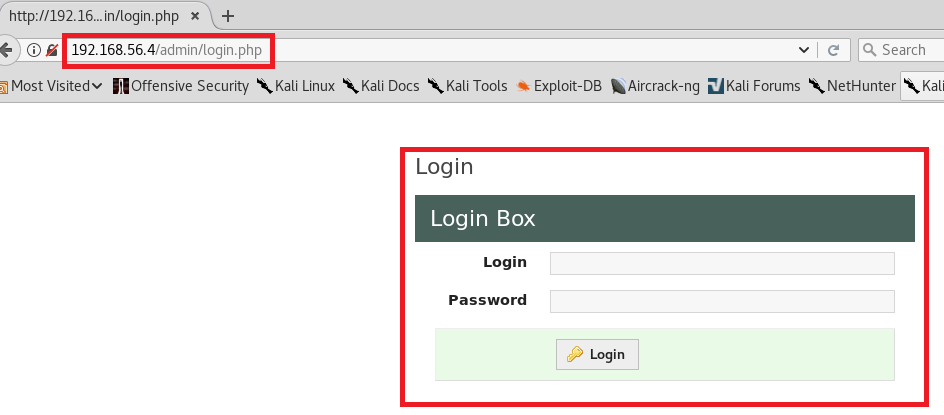 http://192.16...in/login.php
192.168.56.4/admin/login.php
Search
Most Visited
Offensive Security
Kali Linux
Kali Docs
Kali Tools
Exploit-DB
Aircrack-ng
Kali Forums
NetHunter
Kali
Login
Login Box
Login
Password
Login